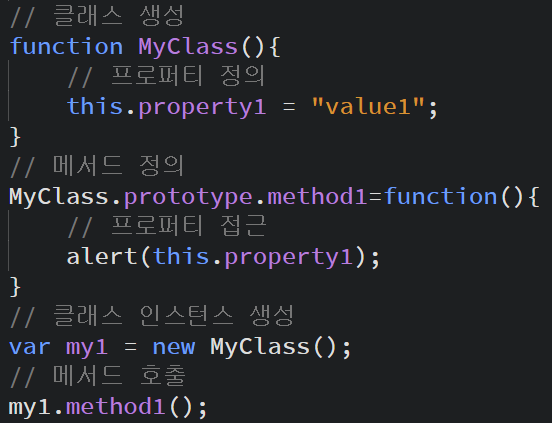 // 클래스 생성
function MyClass(){
    // 프로퍼티 정의
    this.property1 = "value1";
}
// 메서드 정의
MyClass.prototype.method1=function(){
    // 프로퍼티 접근
    alert(this.property1);
}
// 클래스 인스턴스 생성
var my1 = new MyClass();
// 메서드 호출
my1.method1();